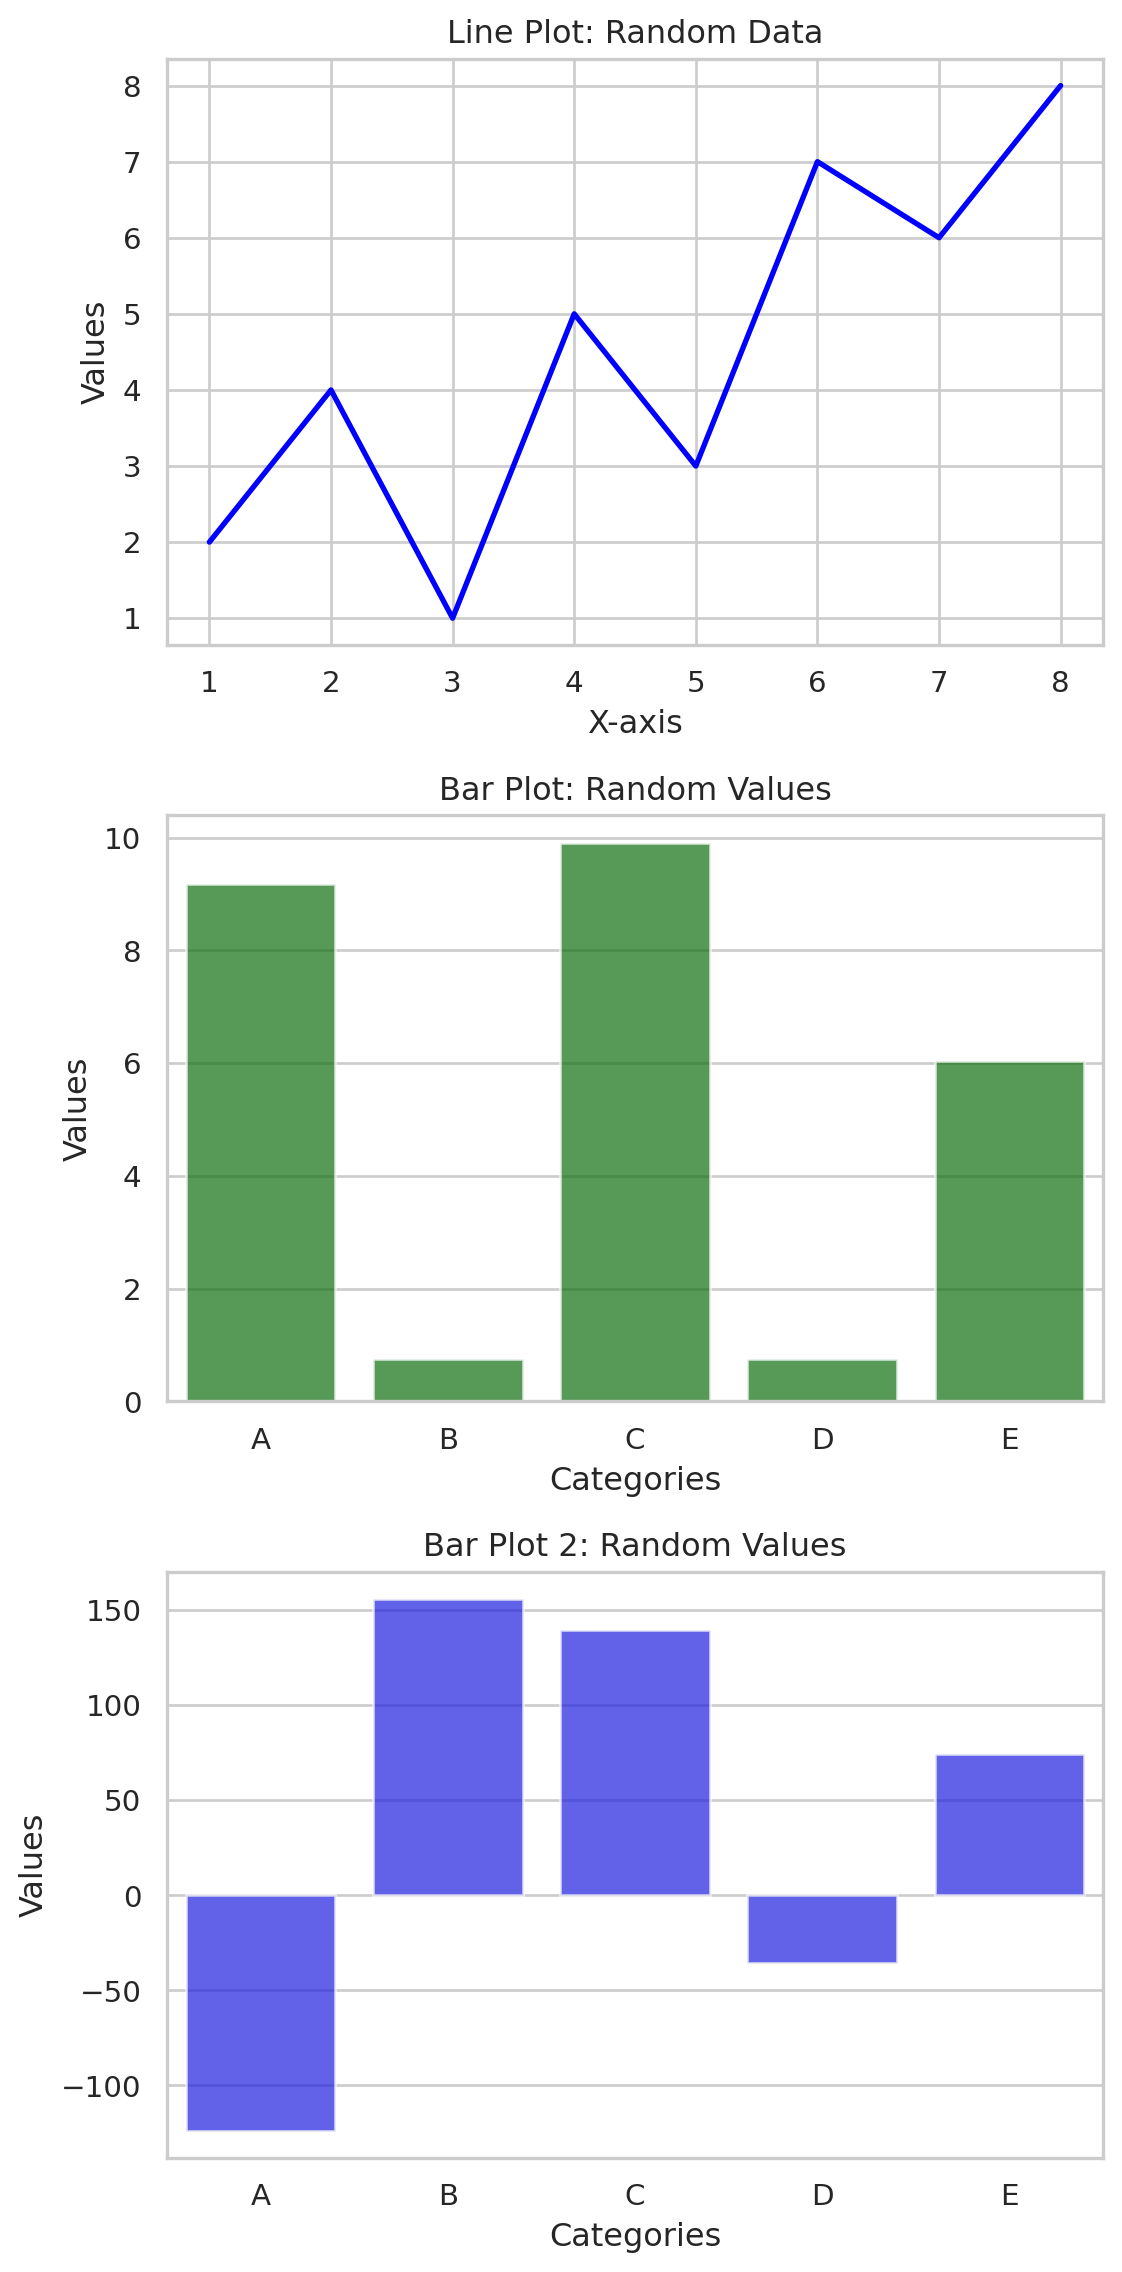 Line Plot: Random Data
8
7
6
5
4
3
2
1
Values
1 2 3 4 5 6 7 8
X-axis
Bar Plot: Random Values
10
8
6
4
2
0
Values
A B C D E
Categories
Bar Plot 2: Random Values
150
100
50
0
−50
−100
Values
A B C D E
Categories